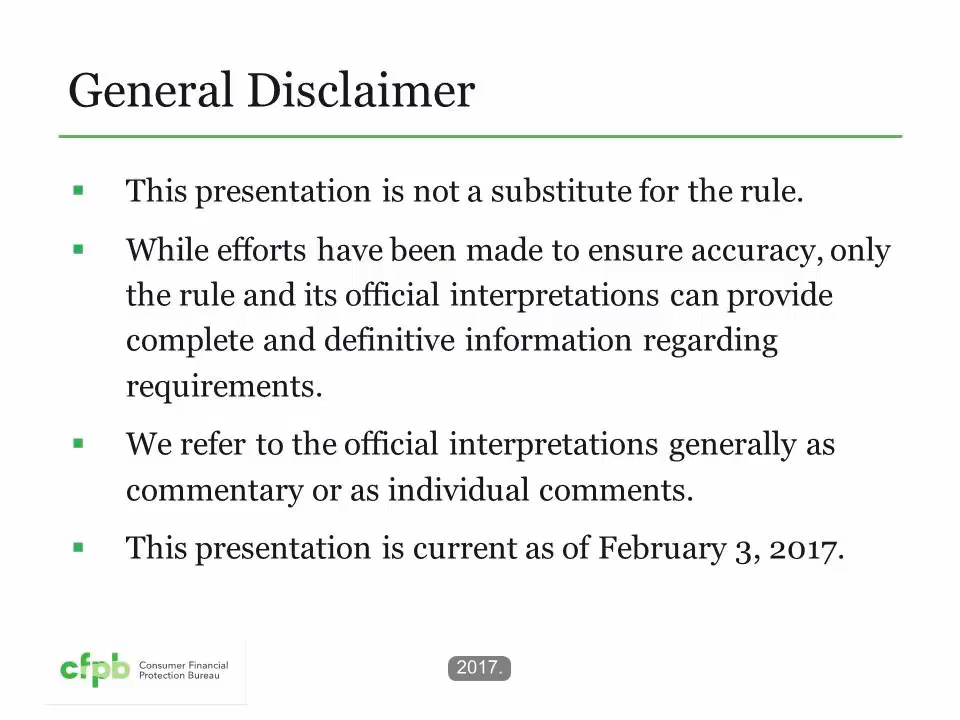 General Disclaimer
This presentation is not a substitute for the rule.
While efforts have been made to ensure accuracy, only
the rule and its official interpretations can provide
complete and definitive information regarding
requirements.
We refer to the official interpretations generally as
commentary or as individual comments.
This presentation is current as of February 3, 2017.
cfpb Consumer Financial
Protection Bureau
2017.